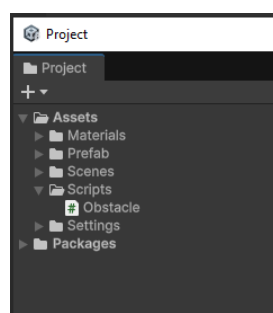 Project
Project
Assets
Materials
Prefab
Scenes
Scripts
# Obstacle
Settings
Packages